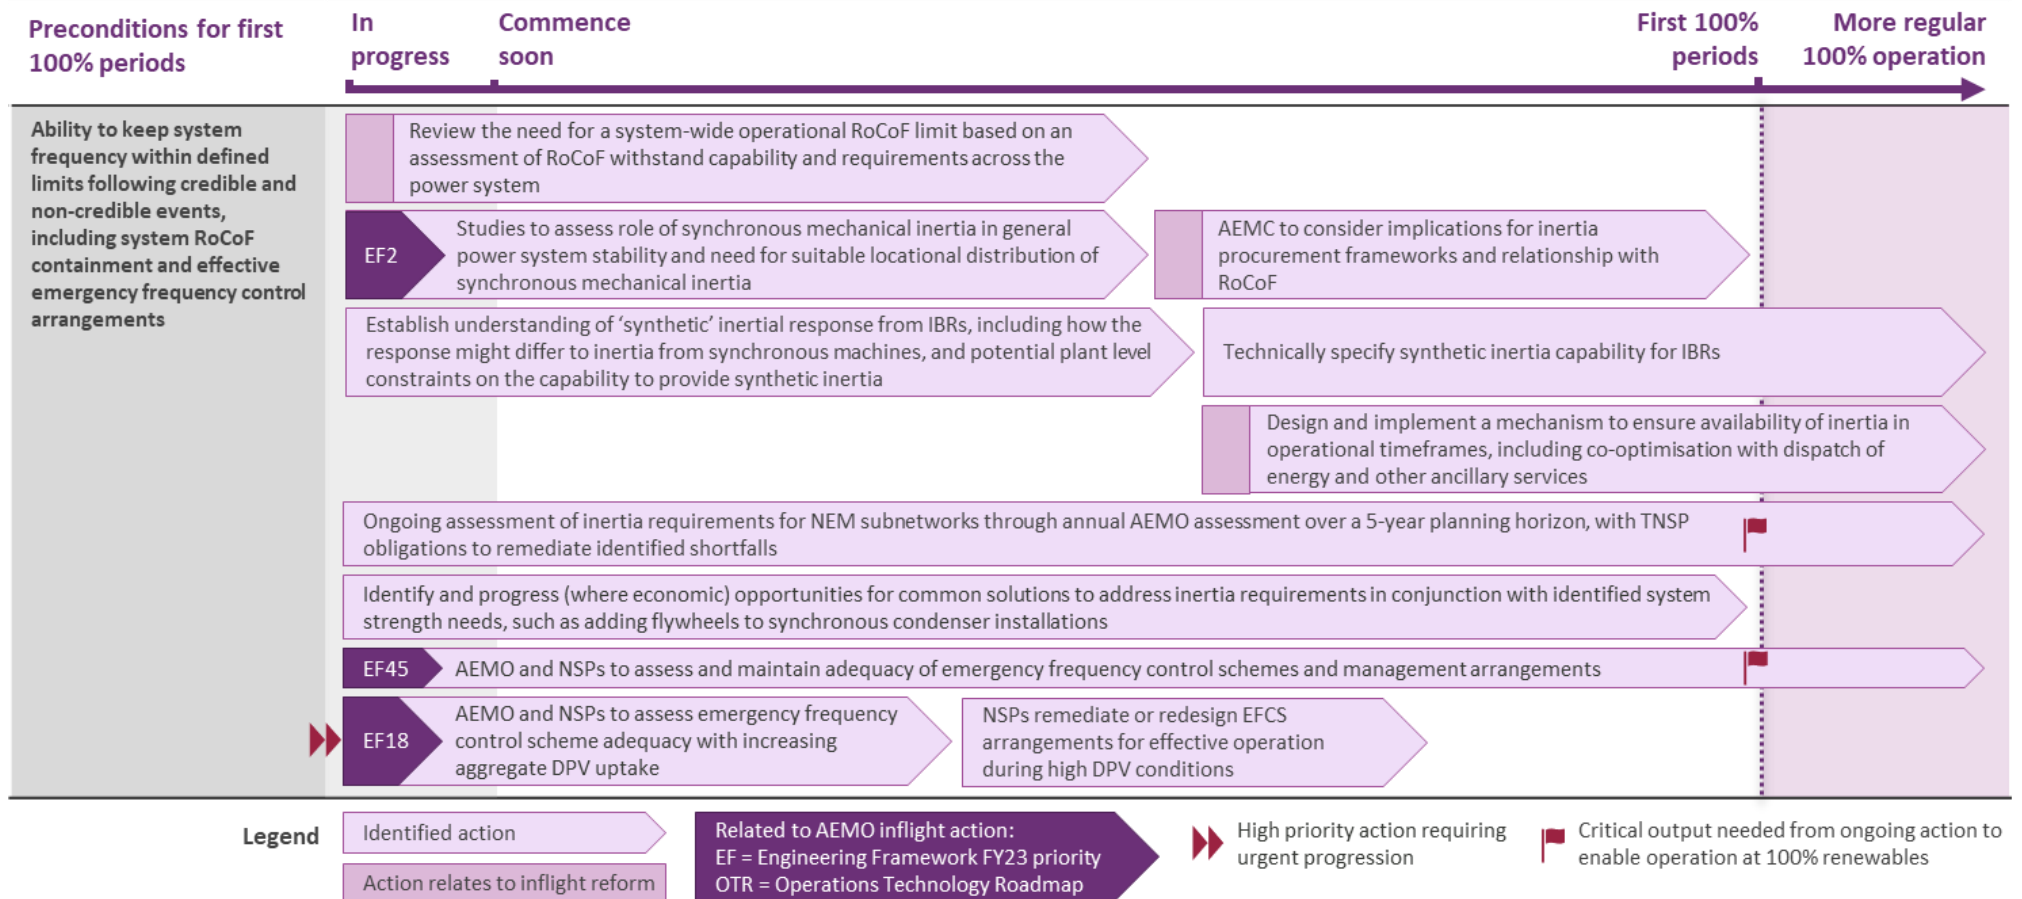 Preconditions for first
100% periods
In
progress
Commence
soon
First 100%
periods
More regular
100% operation
Ability to keep system
frequency within defined
limits following credible and
non-credible events,
including system RoCoF
containment and effective
emergency frequency control
arrangements
Review the need for a system-wide operational RoCoF limit based on an
assessment of RoCoF withstand capability and requirements across the
power system
EF2
Studies to assess role of synchronous mechanical inertia in general
power system stability and need for suitable locational distribution of
synchronous mechanical inertia
AEMC to consider implications for inertia
procurement frameworks and relationship with
RoCoF
Establish understanding of ‘synthetic’ inertial response from IBRs, including how the
response might differ to inertia from synchronous machines, and potential plant level
constraints on the capability to provide synthetic inertia
Technically specify synthetic inertia capability for IBRs
Design and implement a mechanism to ensure availability of inertia in
operational timeframes, including co-optimisation with dispatch of
energy and other ancillary services
Ongoing assessment of inertia requirements for NEM subnetworks through annual AEMO assessment over a 5-year planning horizon, with TNSP
obligations to remediate identified shortfalls
Identify and progress (where economic) opportunities for common solutions to address inertia requirements in conjunction with identified system
strength needs, such as adding flywheels to synchronous condenser installations
EF45
AEMO and NSPs to assess and maintain adequacy of emergency frequency control schemes and management arrangements
EF18
AEMO and NSPs to assess emergency frequency
control scheme adequacy with increasing
aggregate DPV uptake
NSPs remediate or redesign EFCS
arrangements for effective operation
during high DPV conditions
Legend
Identified action
Action relates to inflight reform
Related to AEMO inflight action:
EF = Engineering Framework FY23 priority
OTR = Operations Technology Roadmap
High priority action requiring
urgent progression
Critical output needed from ongoing action to
enable operation at 100% renewables